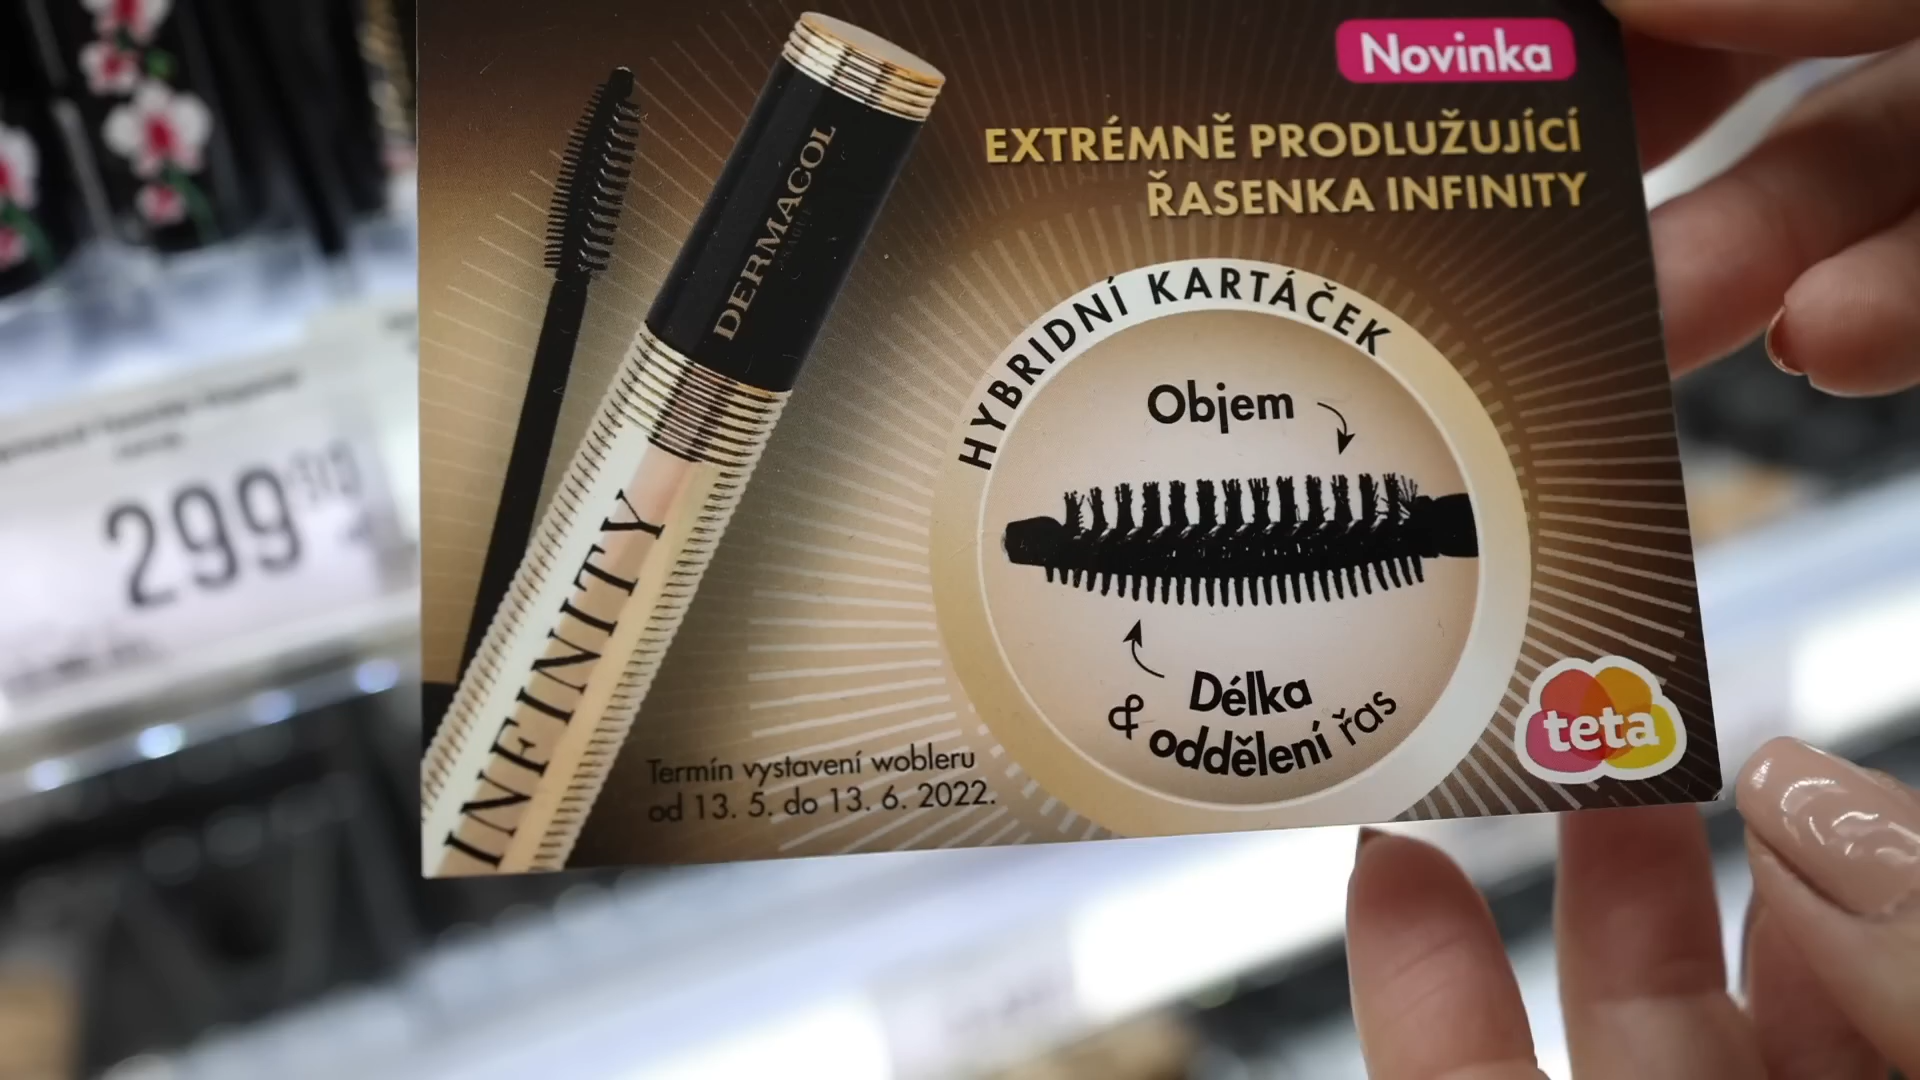 Novinka
EXTRÉMNĚ PRODLUŽUJÍCÍ
ŘASENKA INFINITY
DERMACOL
INFINITY
HYBRIDNÍ KARTÁČEK
Objem
Délka
& oddělení řas
teta
Termín vystavení wobleru
od 13. 5. do 13. 6. 2022.
299